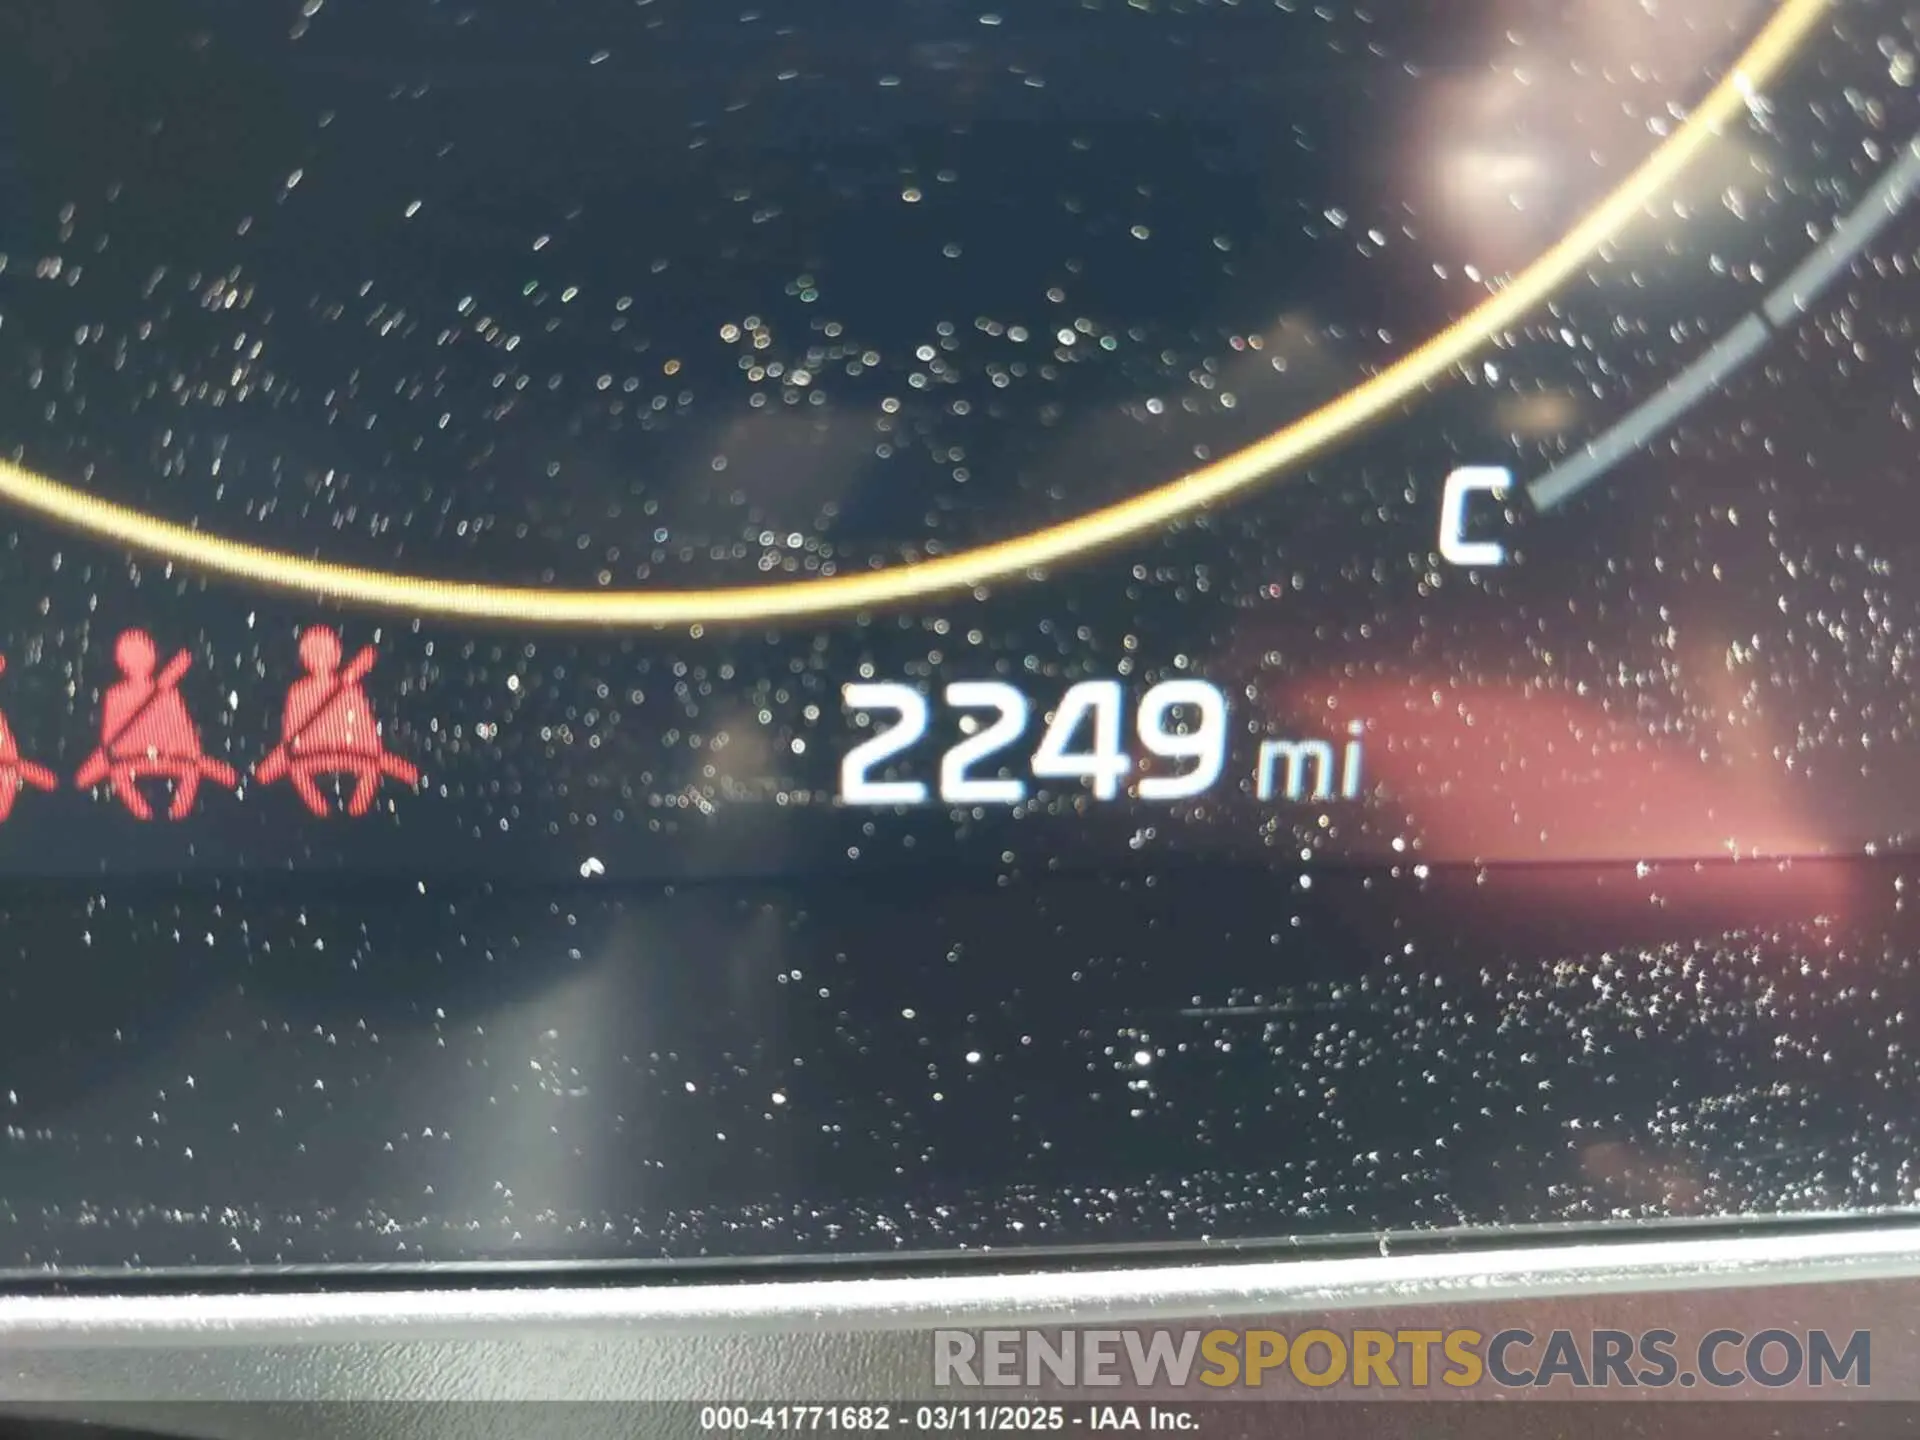 C
2249 mi
RENEWSPORTSCARS.COM
000-41771682 - 03/11/2025 - IAA Inc.